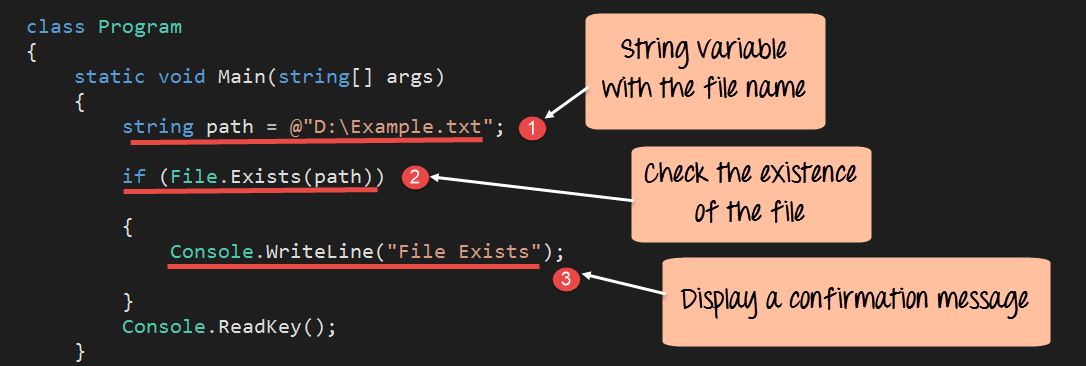 class Program
{
static void Main(string[] args)
{
string path = @"D:\Example.txt";
1
String variable
with the file name
if (File.Exists(path))
2
Check the existence
of the file
{
Console.WriteLine("File Exists");
3
Display a confirmation message
}
Console.ReadKey();
}